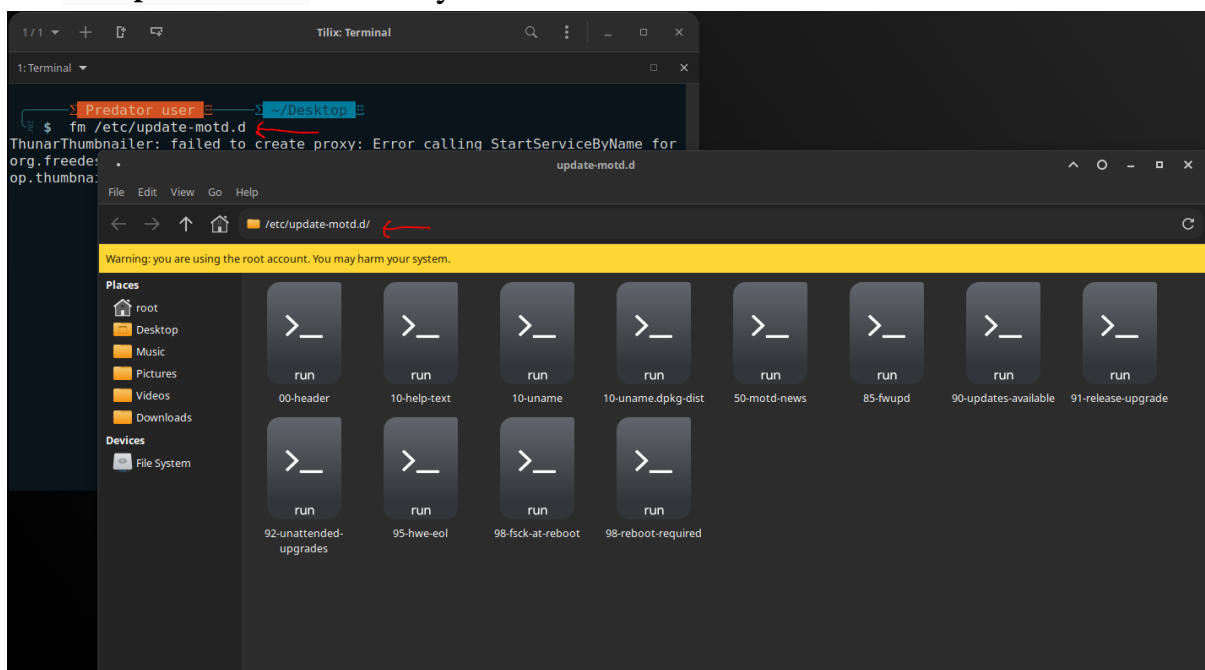 1 / 1
Tilix: Terminal
1: Terminal
Predator user
~/Desktop
$ fm /etc/update-motd.d
ThunarThumbnailer: failed to create proxy: Error calling StartServiceByName for
org.freedes
op.thumbna
update-motd.d
File Edit View Go Help
/etc/update-motd.d/
Warning: you are using the root account. You may harm your system.
Places
root
Desktop
Music
Pictures
Videos
Downloads
Devices
File System
run run run run run run run run
00-header 10-help-text 10-uname 10-uname.dpkg-dist 50-motd-news 85-fwupd 90-updates-available 91-release-upgrade
run run run run
92-unattended- 95-hwe-eol 98-fsck-at-reboot 98-reboot-required
upgrades